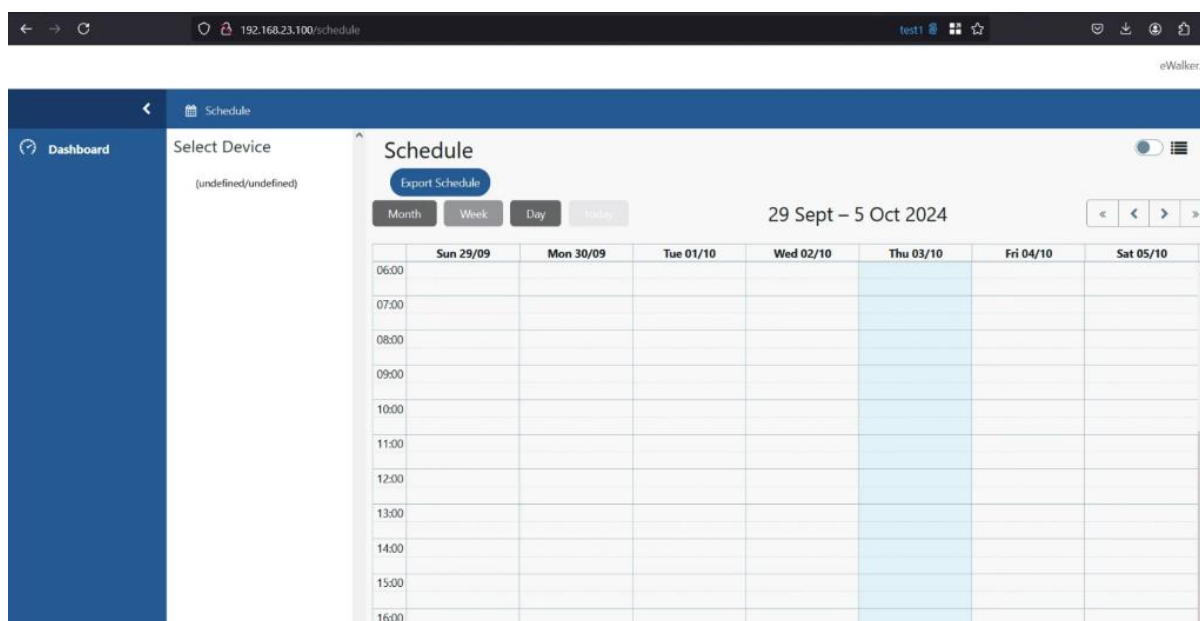 192.168.23.100/schedule
test1
eWalker.
Schedule
Dashboard
Select Device
(undefined/undefined)
Schedule
Export Schedule
Month Week Day today
29 Sept – 5 Oct 2024
« »
Sun 29/09 Mon 30/09 Tue 01/10 Wed 02/10 Thu 03/10 Fri 04/10 Sat 05/10
06:00
07:00
08:00
09:00
10:00
11:00
12:00
13:00
14:00
15:00
16:00